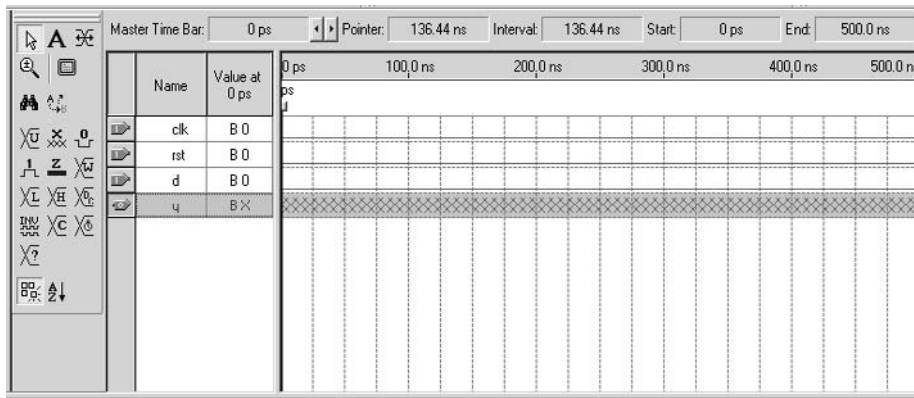 Master Time Bar: 0 ps Pointer: 136.44 ns Interval: 136.44 ns Start: 0 ps End: 500.0 ns
Name Value at 0 ps
0 ps 100.0 ns 200.0 ns 300.0 ns 400.0 ns 500.0 n
ps
clk B 0
rst B 0
d B 0
q B X